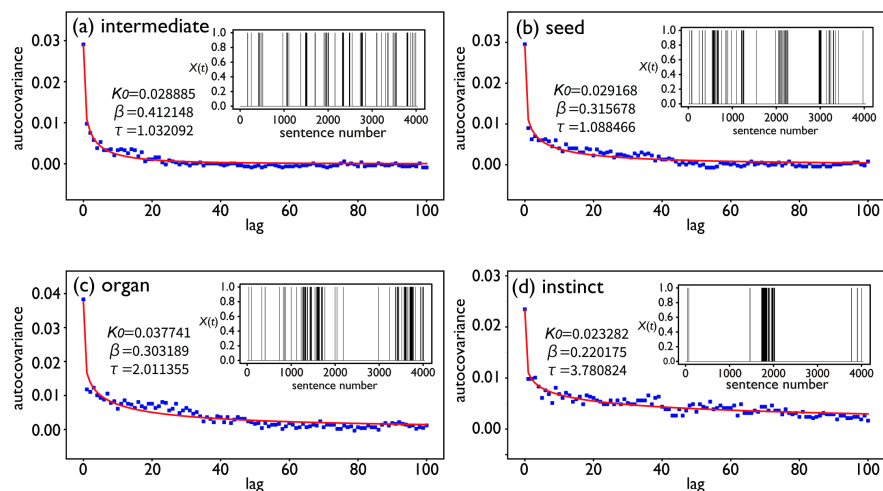 (a) intermediate
0.03
0.02
0.01
0.00
autocovariance
K0=0.028885
β=0.412148
τ=1.032092
X(t)
1.0
0.8
0.6
0.4
0.2
0.0
0 1000 2000 3000 4000
sentence number
0 20 40 60 80 100
lag
(b) seed
0.03
0.02
0.01
0.00
autocovariance
K0=0.029168
β=0.315678
τ=1.088466
X(t)
1.0
0.8
0.6
0.4
0.2
0.0
0 1000 2000 3000 4000
sentence number
0 20 40 60 80 100
lag
(c) organ
0.04
0.03
0.02
0.01
0.00
autocovariance
K0=0.037741
β=0.303189
τ=2.011355
X(t)
1.0
0.8
0.6
0.4
0.2
0.0
0 1000 2000 3000 4000
sentence number
0 20 40 60 80 100
lag
(d) instinct
0.03
0.02
0.01
0.00
autocovariance
K0=0.023282
β=0.220175
τ=3.780824
X(t)
1.0
0.8
0.6
0.4
0.2
0.0
0 1000 2000 3000 4000
sentence number
0 20 40 60 80 100
lag